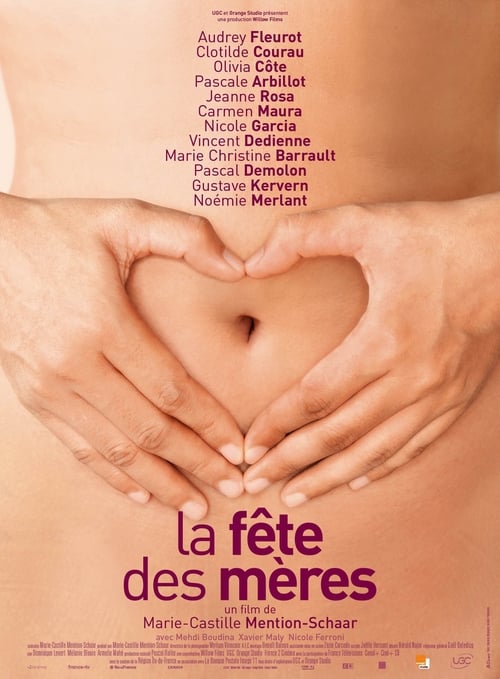 UGC et Orange Studio présentent
une production Willow Films
Audrey Fleurot
Clotilde Courau
Olivia Côte
Pascale Arbillot
Jeanne Rosa
Carmen Maura
Nicole Garcia
Vincent Dedienne
Marie Christine Barrault
Pascal Demolon
Gustave Kervern
Noémie Merlant
la fête
des mères
un film de
Marie-Castille Mention-Schaar
avec Mehdi Boudina Xavier Maly Nicole Ferroni
UGC